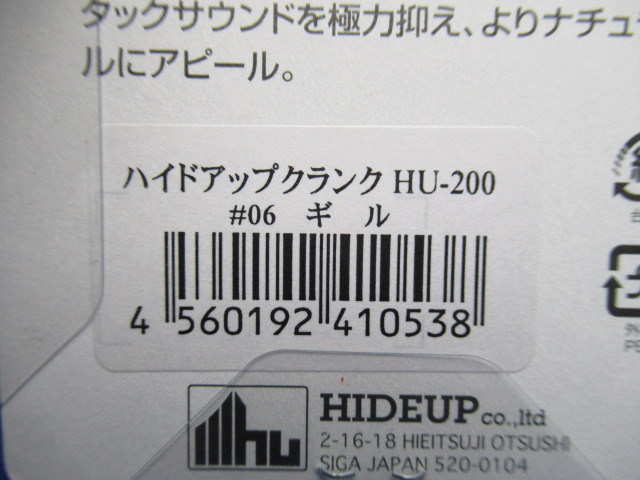 タックサウンドを極力抑え、よりナチュ
ルにアピール。
ハイドアップクランク HU-200
#06 ギル
4 560192 410538
hu
HIDEUP co.,ltd
2-16-18 HIEITSUJI OTSUSHI
SIGA JAPAN 520-0104